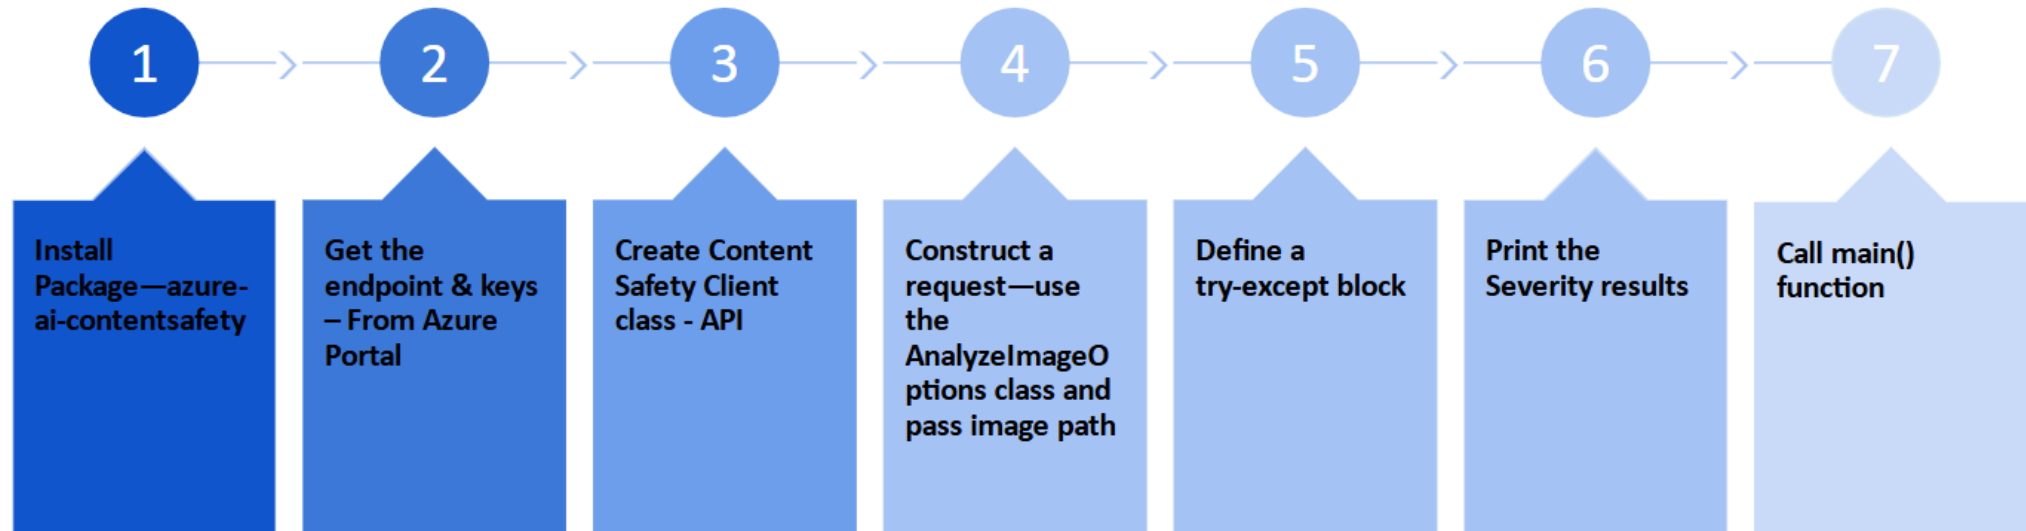 1
2
3
4
5
6
7
Install
Package—azure-
ai-contentsafety
Get the
endpoint & keys
– From Azure
Portal
Create Content
Safety Client
class - API
Construct a
request—use
the
AnalyzeImageO
ptions class and
pass image path
Define a
try-except block
Print the
Severity results
Call main()
function